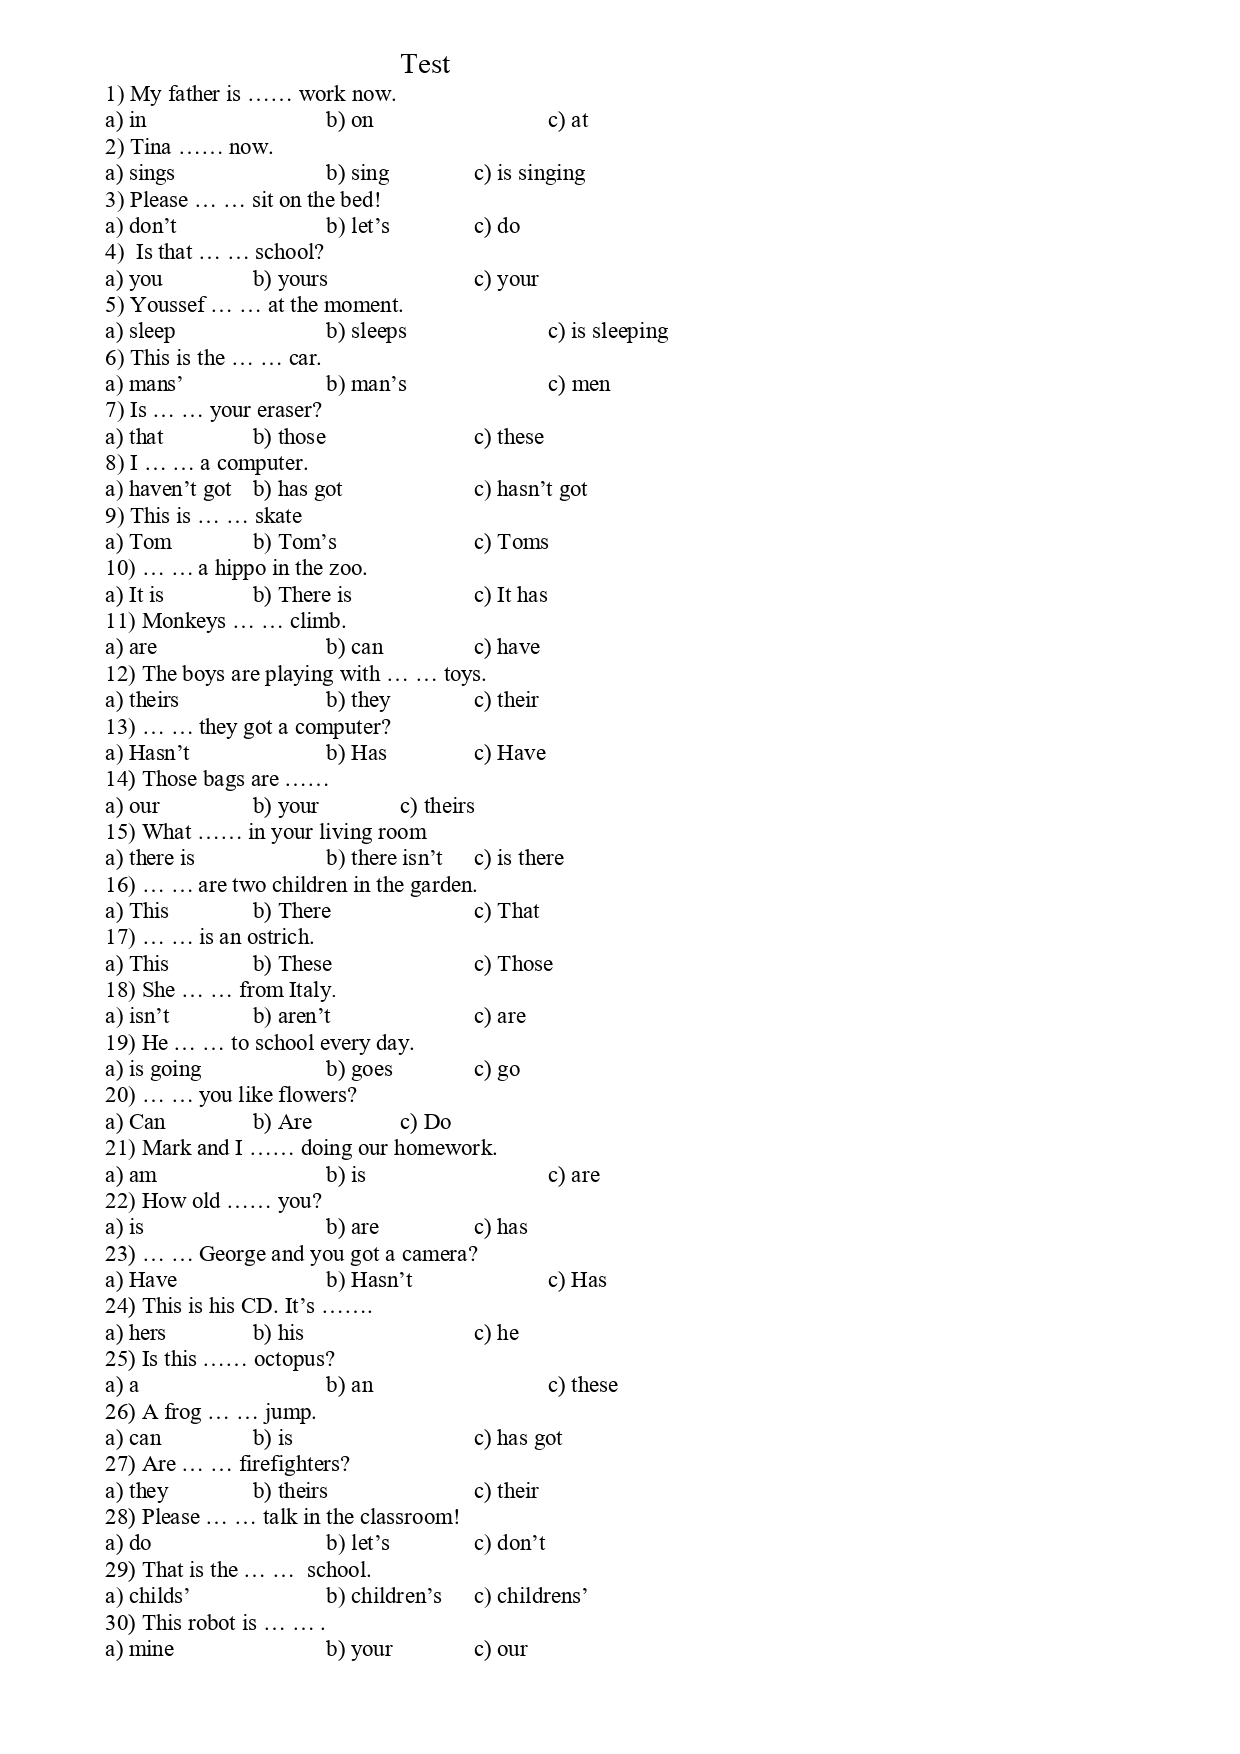 Test
1) My father is …… work now.
a) in b) on c) at
2) Tina …… now.
a) sings b) sing c) is singing
3) Please … … sit on the bed!
a) don’t b) let’s c) do
4) Is that … … school?
a) you b) yours c) your
5) Youssef … … at the moment.
a) sleep b) sleeps c) is sleeping
6) This is the … … car.
a) mans’ b) man’s c) men
7) Is … … your eraser?
a) that b) those c) these
8) I … … a computer.
a) haven’t got b) has got c) hasn’t got
9) This is … … skate
a) Tom b) Tom’s c) Toms
10) … … a hippo in the zoo.
a) It is b) There is c) It has
11) Monkeys … … climb.
a) are b) can c) have
12) The boys are playing with … … toys.
a) theirs b) they c) their
13) … … they got a computer?
a) Hasn’t b) Has c) Have
14) Those bags are ……
a) our b) your c) theirs
15) What …… in your living room
a) there is b) there isn’t c) is there
16) … … are two children in the garden.
a) This b) There c) That
17) … … is an ostrich.
a) This b) These c) Those
18) She … … from Italy.
a) isn’t b) aren’t c) are
19) He … … to school every day.
a) is going b) goes c) go
20) … … you like flowers?
a) Can b) Are c) Do
21) Mark and I …… doing our homework.
a) am b) is c) are
22) How old …… you?
a) is b) are c) has
23) … … George and you got a camera?
a) Have b) Hasn’t c) Has
24) This is his CD. It’s …….
a) hers b) his c) he
25) Is this …… octopus?
a) a b) an c) these
26) A frog … … jump.
a) can b) is c) has got
27) Are … … firefighters?
a) they b) theirs c) their
28) Please … … talk in the classroom!
a) do b) let’s c) don’t
29) That is the … … school.
a) childs’ b) children’s c) childrens’
30) This robot is … … .
a) mine b) your c) our